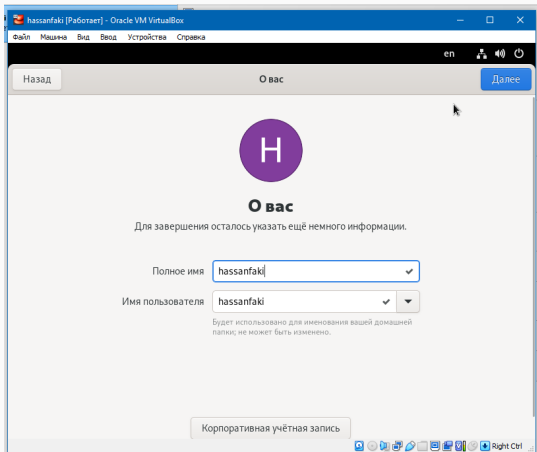 hassanfaki [Работает] - Oracle VM VirtualBox
Файл Машина Вид Ввод Устройства Справка
en
Назад О вас Далее
H
О вас
Для завершения осталось указать ещё немного информации.
Полное имя hassanfaki
Имя пользователя hassanfaki
Будет использовано для именования вашей домашней
папки; не может быть изменено.
Корпоративная учётная запись
Right Ctrl